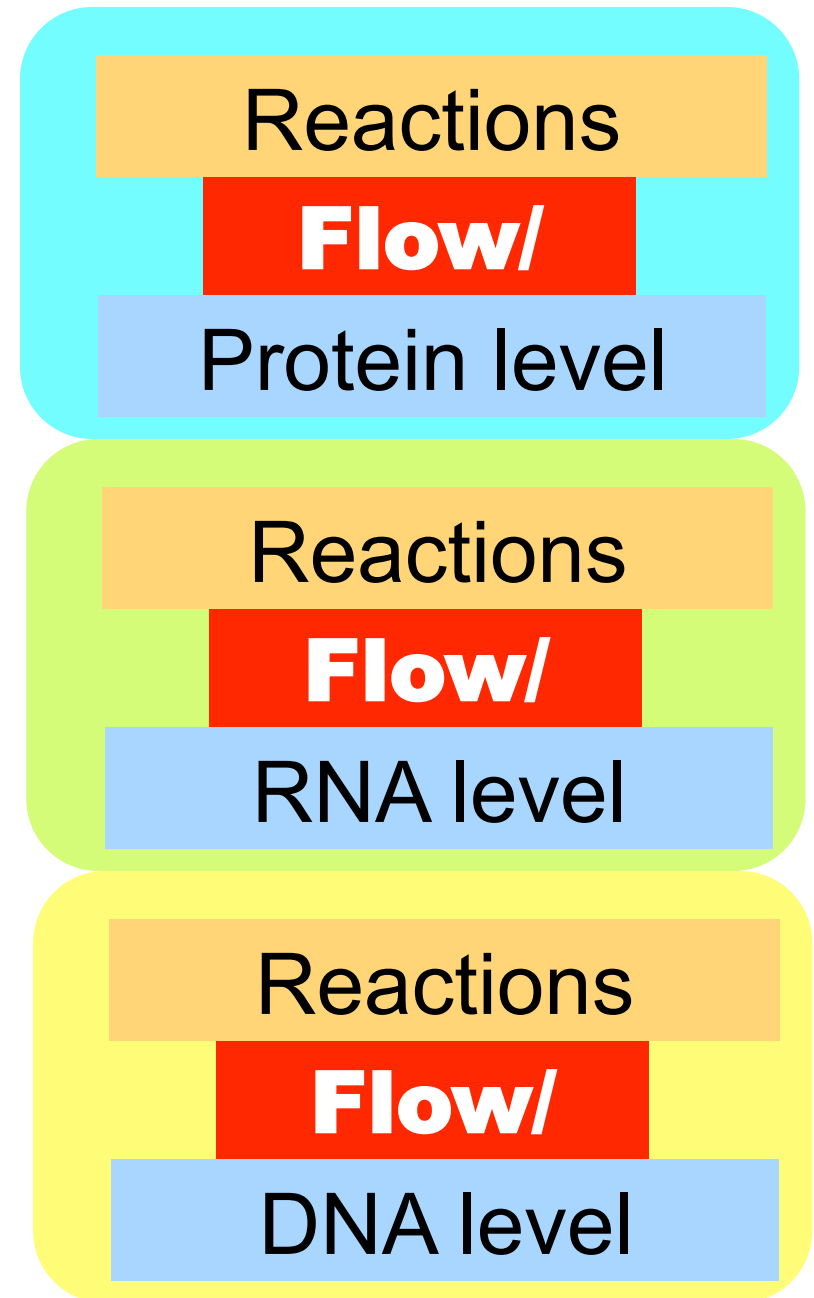 Reactions
Flow/
Protein level
Reactions
Flow/
RNA level
Reactions
Flow/
DNA level